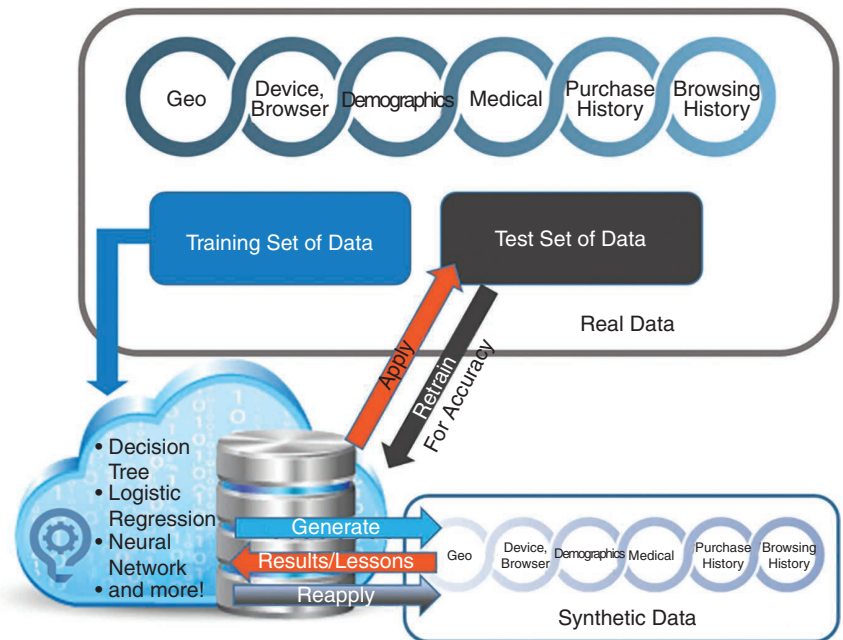 Geo
Device,
Browser
Demographics
Medical
Purchase
History
Browsing
History
Training Set of Data
Test Set of Data
Real Data
Apply
Retrain
For Accuracy
• Decision
Tree
• Logistic
Regression
• Neural
Network
• and more!
Generate
Results/Lessons
Reapply
Geo
Device,
Browser
Demographics
Medical
Purchase
History
Browsing
History
Synthetic Data